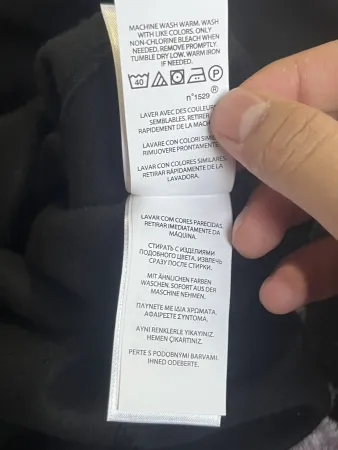 MACHINE WASH WARM, WASH
WITH LIKE COLORS. ONLY
NON-CHLORINE BLEACH WHEN
NEEDED. REMOVE PROMPTLY.
TUMBLE DRY LOW. WARM IRON
IF NEEDED.
40 P
n°1529 ®
LAVER AVEC DES COULEURS
SEMBLABLES. RETIRER
RAPIDEMENT DE LA
LAVARE CON COLORI
RIMUOVERE PRONTAMENTE
LAVAR CON COLORES SIMILARES.
RETIRAR RÁPIDAMENTE DE LA
LAVADORA.
LAVAR COM CORES PARECIDAS.
RETIRAR IMEDIATAMENTE DA
MÁQUINA.
СТИРАТЬ С ИЗДЕЛИЯМИ
ПОДОБНОГО ЦВЕТА. ИЗВЛЕЧЬ
СРАЗУ ПОСЛЕ СТИРКИ.
MIT ÄHNLICHEN FARBEN
WASCHEN. SOFORT AUS DER
MASCHINE NEHMEN.
ΠΛΥΝΕΤΕ ΜΕ ΙΔΙΑ ΧΡΩΜΑΤΑ.
ΑΦΑΙΡΕΣΤΕ ΣΥΝΤΟΜΑ.
AYNI RENKLERLE YIKAYINIZ.
HEMEN ÇIKARTINIZ.
PERTE S PODOBNYMI BARVAMI.
IHNED ODEBERTE.